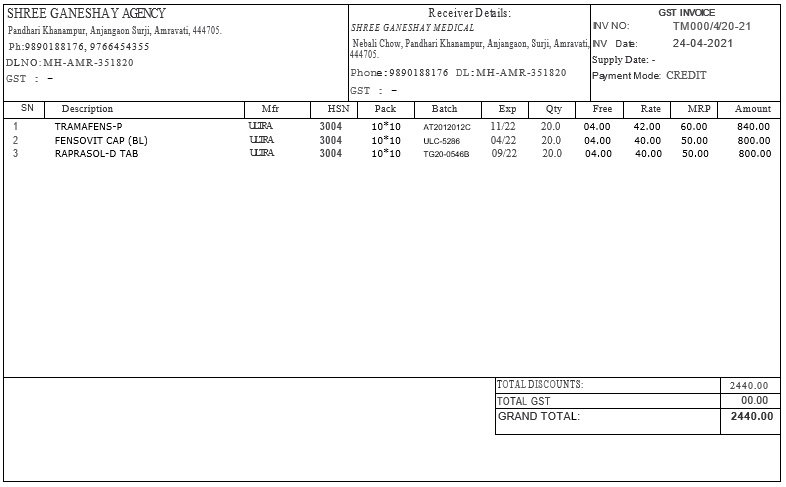 SHREE GANESHAY AGENCY
Pandhari Khanampur, Anjangaon Surji, Amravati, 444705.
Ph:9890188176, 9766454355
DLNO:MH-AMR-351820
GST : –
Receiver Details:
SHREE GANESHAY MEDICAL
Nebali Chow, Pandhari Khanampur, Anjangaon, Surji, Amravati,
444705.
Phone:9890188176 DL:MH-AMR-351820
GST : –
GST INVOICE
INV NO: TM000/4/20-21
INV Date: 24-04-2021
Supply Date: -
Payment Mode: CREDIT
SN Description Mfr HSN Pack Batch Exp Qty Free Rate MRP Amount
1 TRAMAFENS-P ULTRA 3004 10*10 AT2012012C 11/22 20.0 04.00 42.00 60.00 840.00
2 FENSOVIT CAP (BL) ULTRA 3004 10*10 ULC-5286 04/22 20.0 04.00 40.00 50.00 800.00
3 RAPRASOL-D TAB ULTRA 3004 10*10 TG20-0546B 09/22 20.0 04.00 40.00 50.00 800.00
TOTAL DISCOUNTS: 2440.00
TOTAL GST 00.00
GRAND TOTAL: 2440.00